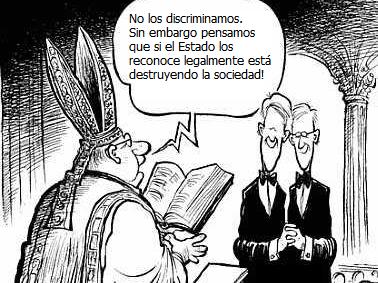 No los discriminamos.
Sin embargo pensamos
que si el Estado los
reconoce legalmente está
destruyendo la sociedad!